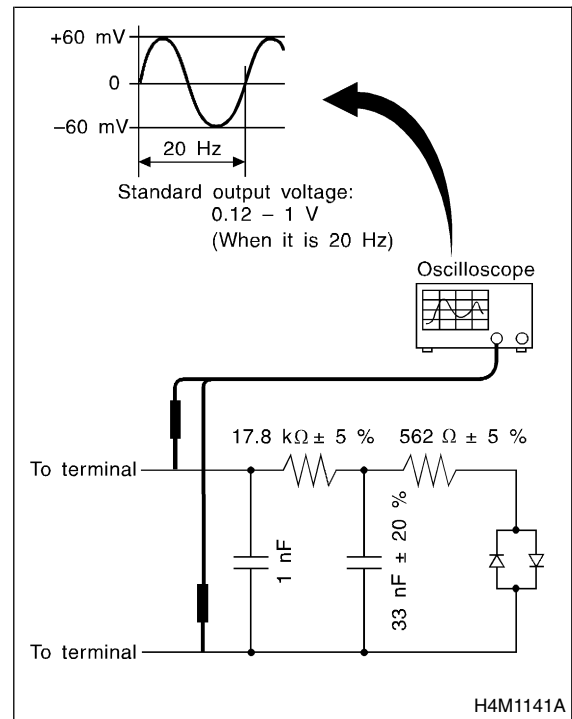 +60 mV
0
−60 mV
20 Hz
Standard output voltage:
0.12 – 1 V
(When it is 20 Hz)
Oscilloscope
17.8 kΩ ± 5 %
562 Ω ± 5 %
To terminal
1 nF
33 nF ± 20 %
To terminal
H4M1141A